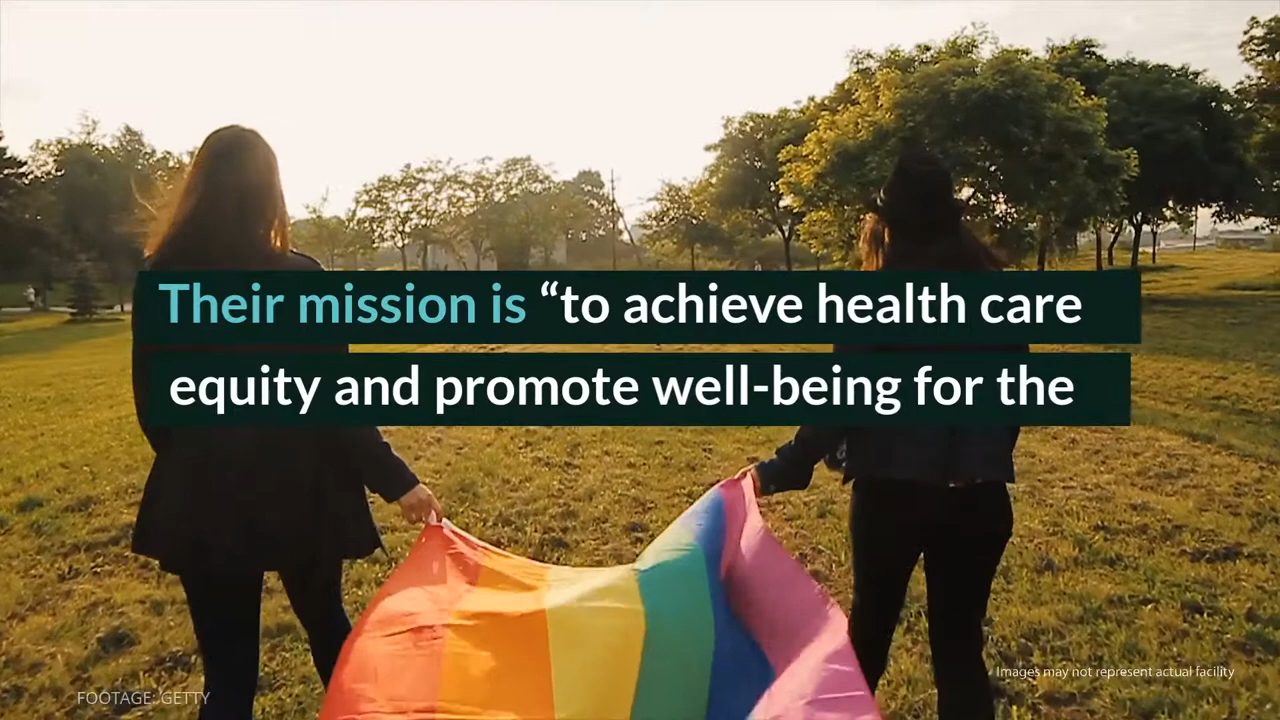 Their mission is “to achieve health care
equity and promote well-being for the
Images may not represent actual facility
FOOTAGE: GETTY